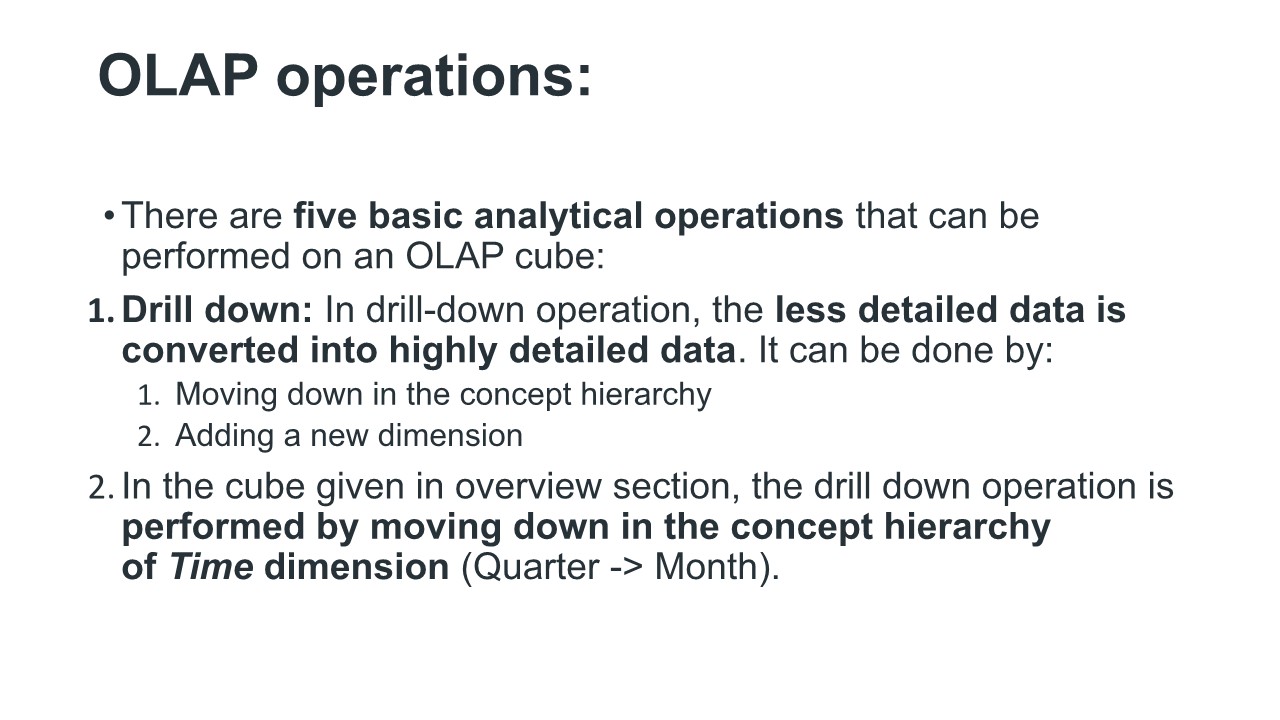 OLAP operations:
• There are five basic analytical operations that can be
performed on an OLAP cube:
1. Drill down: In drill-down operation, the less detailed data is
converted into highly detailed data. It can be done by:
1. Moving down in the concept hierarchy
2. Adding a new dimension
2. In the cube given in overview section, the drill down operation is
performed by moving down in the concept hierarchy
of Time dimension (Quarter -> Month).